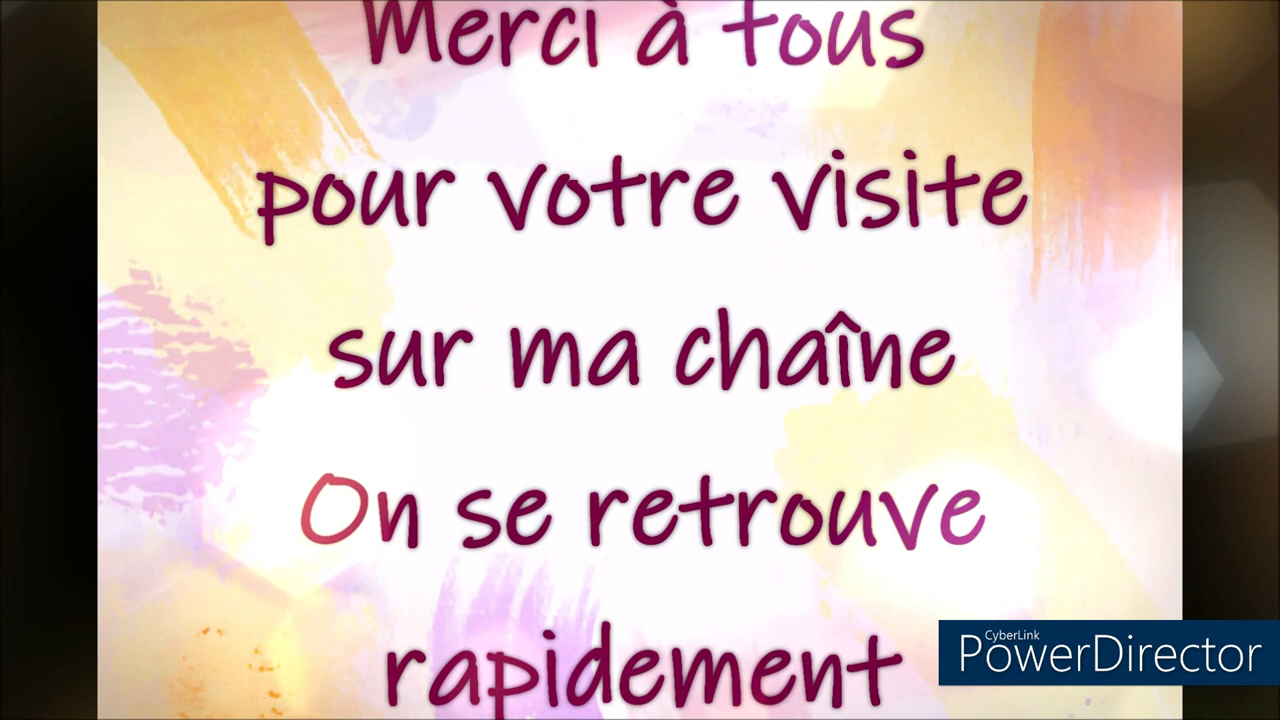 Merci à tous
pour votre visite
sur ma chaîne
On se retrouve
rapidement
CyberLink
PowerDirector